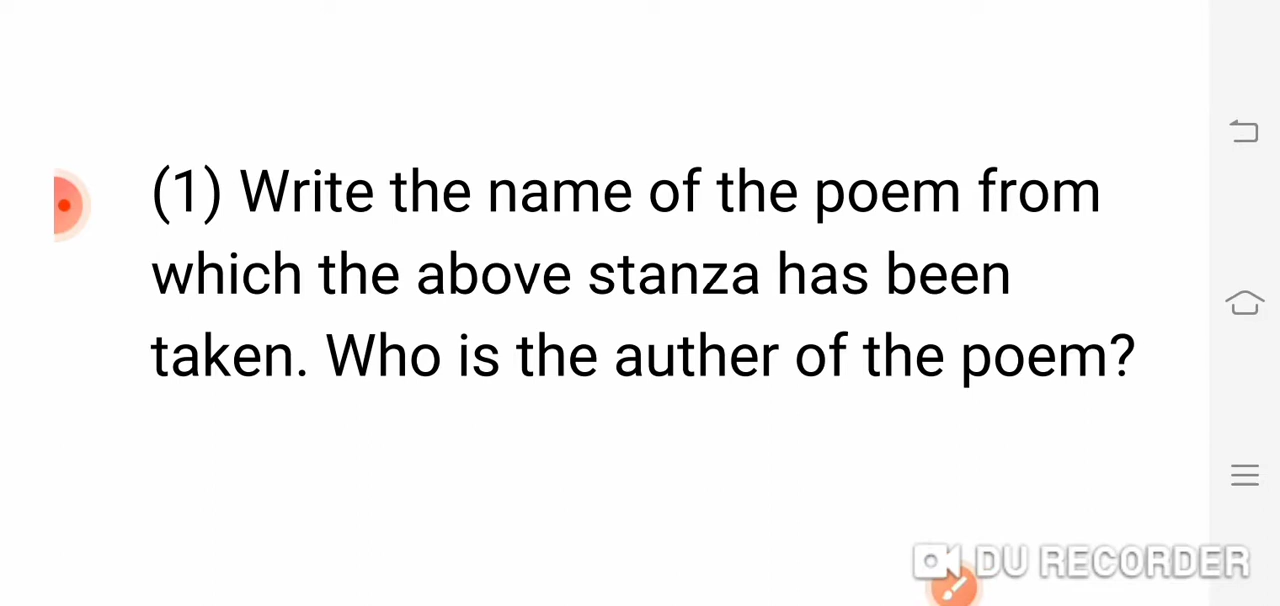 (1) Write the name of the poem from
which the above stanza has been
taken. Who is the auther of the poem?
DU RECORDER